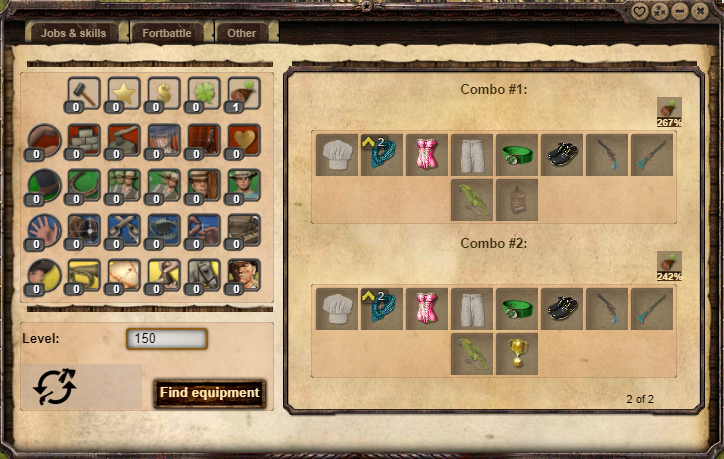 Jobs & skills Fortbattle Other
0 0 0 0 1
0 0 0 0 0 0
0 0 0 0 0 0
0 0 0 0 0 0
0 0 0 0 0 0
Level: 150
Find equipment
Combo #1:
267%
2
Combo #2:
242%
2
2 of 2